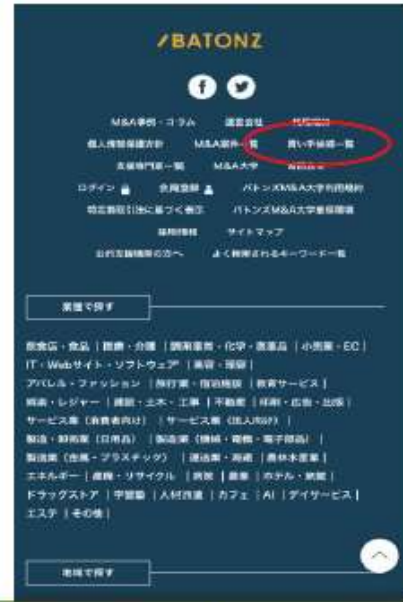 BATONZ
M&A事例・コラム 運営会社 代理店紹介
個人情報保護方針 M&A案件一覧 買い手候補一覧
支援専門家一覧 M&A大学
ログイン 会員登録 バトンズM&A大学利用規約
特定商取引法に基づく表示 バトンズM&A大学重要環境
採用情報 サイトマップ
公的支援機関の方へ よく検索されるキーワード一覧
業種で探す
飲食店・食品 | 医療・介護 | 調剤薬局・化学・医薬品 | 小売業・EC |
IT・Webサイト・ソフトウェア | 美容・理容 |
アパレル・ファッション | 旅行業・宿泊施設 | 教育サービス |
娯楽・レジャー | 建設・土木・工事 | 不動産 | 印刷・広告・出版 |
サービス業（消費者向け） | サービス業（法人向け） |
製造・卸売業（日用品） | 製造業（機械・電機・電子部品） |
製造業（金属・プラスチック） | 運送業・海運 | 農林水産業 |
エネルギー | 産廃・リサイクル | 病院 | 農業 | ホテル・旅館 |
ドラッグストア | 学習塾 | 人材派遣 | カフェ | AI | デイサービス |
エステ | その他 |
地域で探す